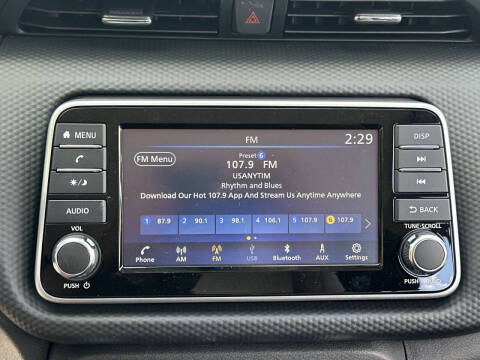 MENU
DISP
FM
2:29
FM Menu
Preset 6
107.9 FM
USANYTIM
Rhythm and Blues
Download Our Hot 107.9 App And Stream Us Anytime Anywhere
AUDIO
BACK
1 87.9 2 90.1 3 98.1 4 106.1 5 107.9 6 107.9
VOL
TUNE·SCROLL
Phone AM FM USB Bluetooth AUX Settings
PUSH
PUSH